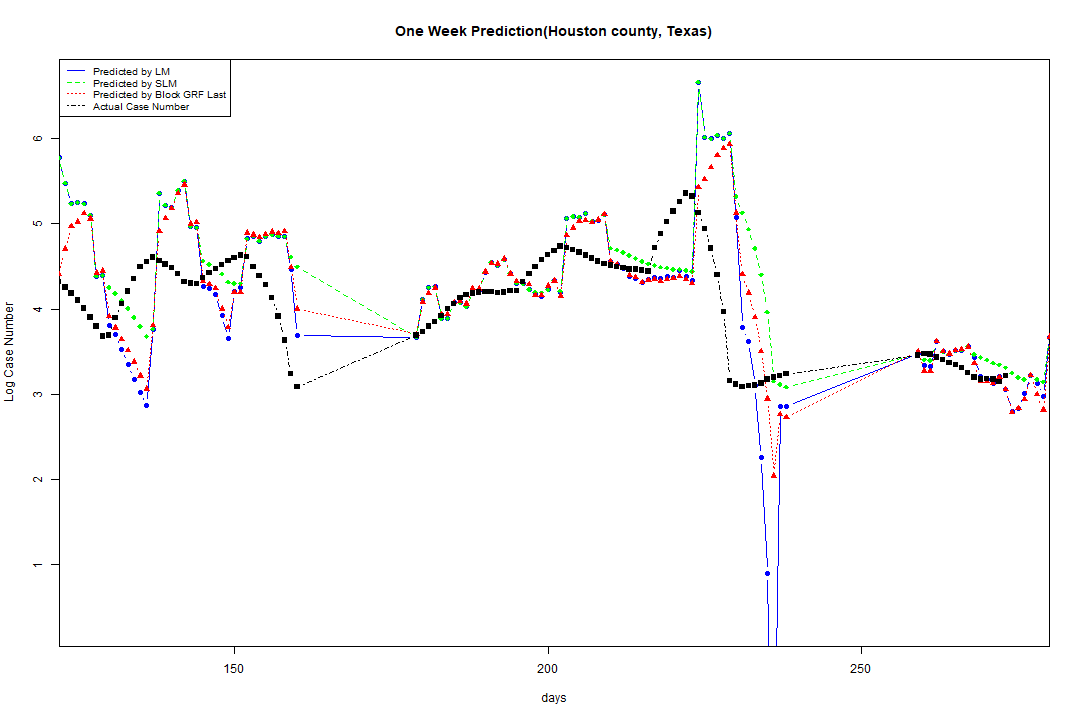 One Week Prediction(Houston county, Texas)
Predicted by LM
Predicted by SLM
Predicted by Block GRF Last
Actual Case Number
6
5
4
3
2
1
Log Case Number
150
200
250
days